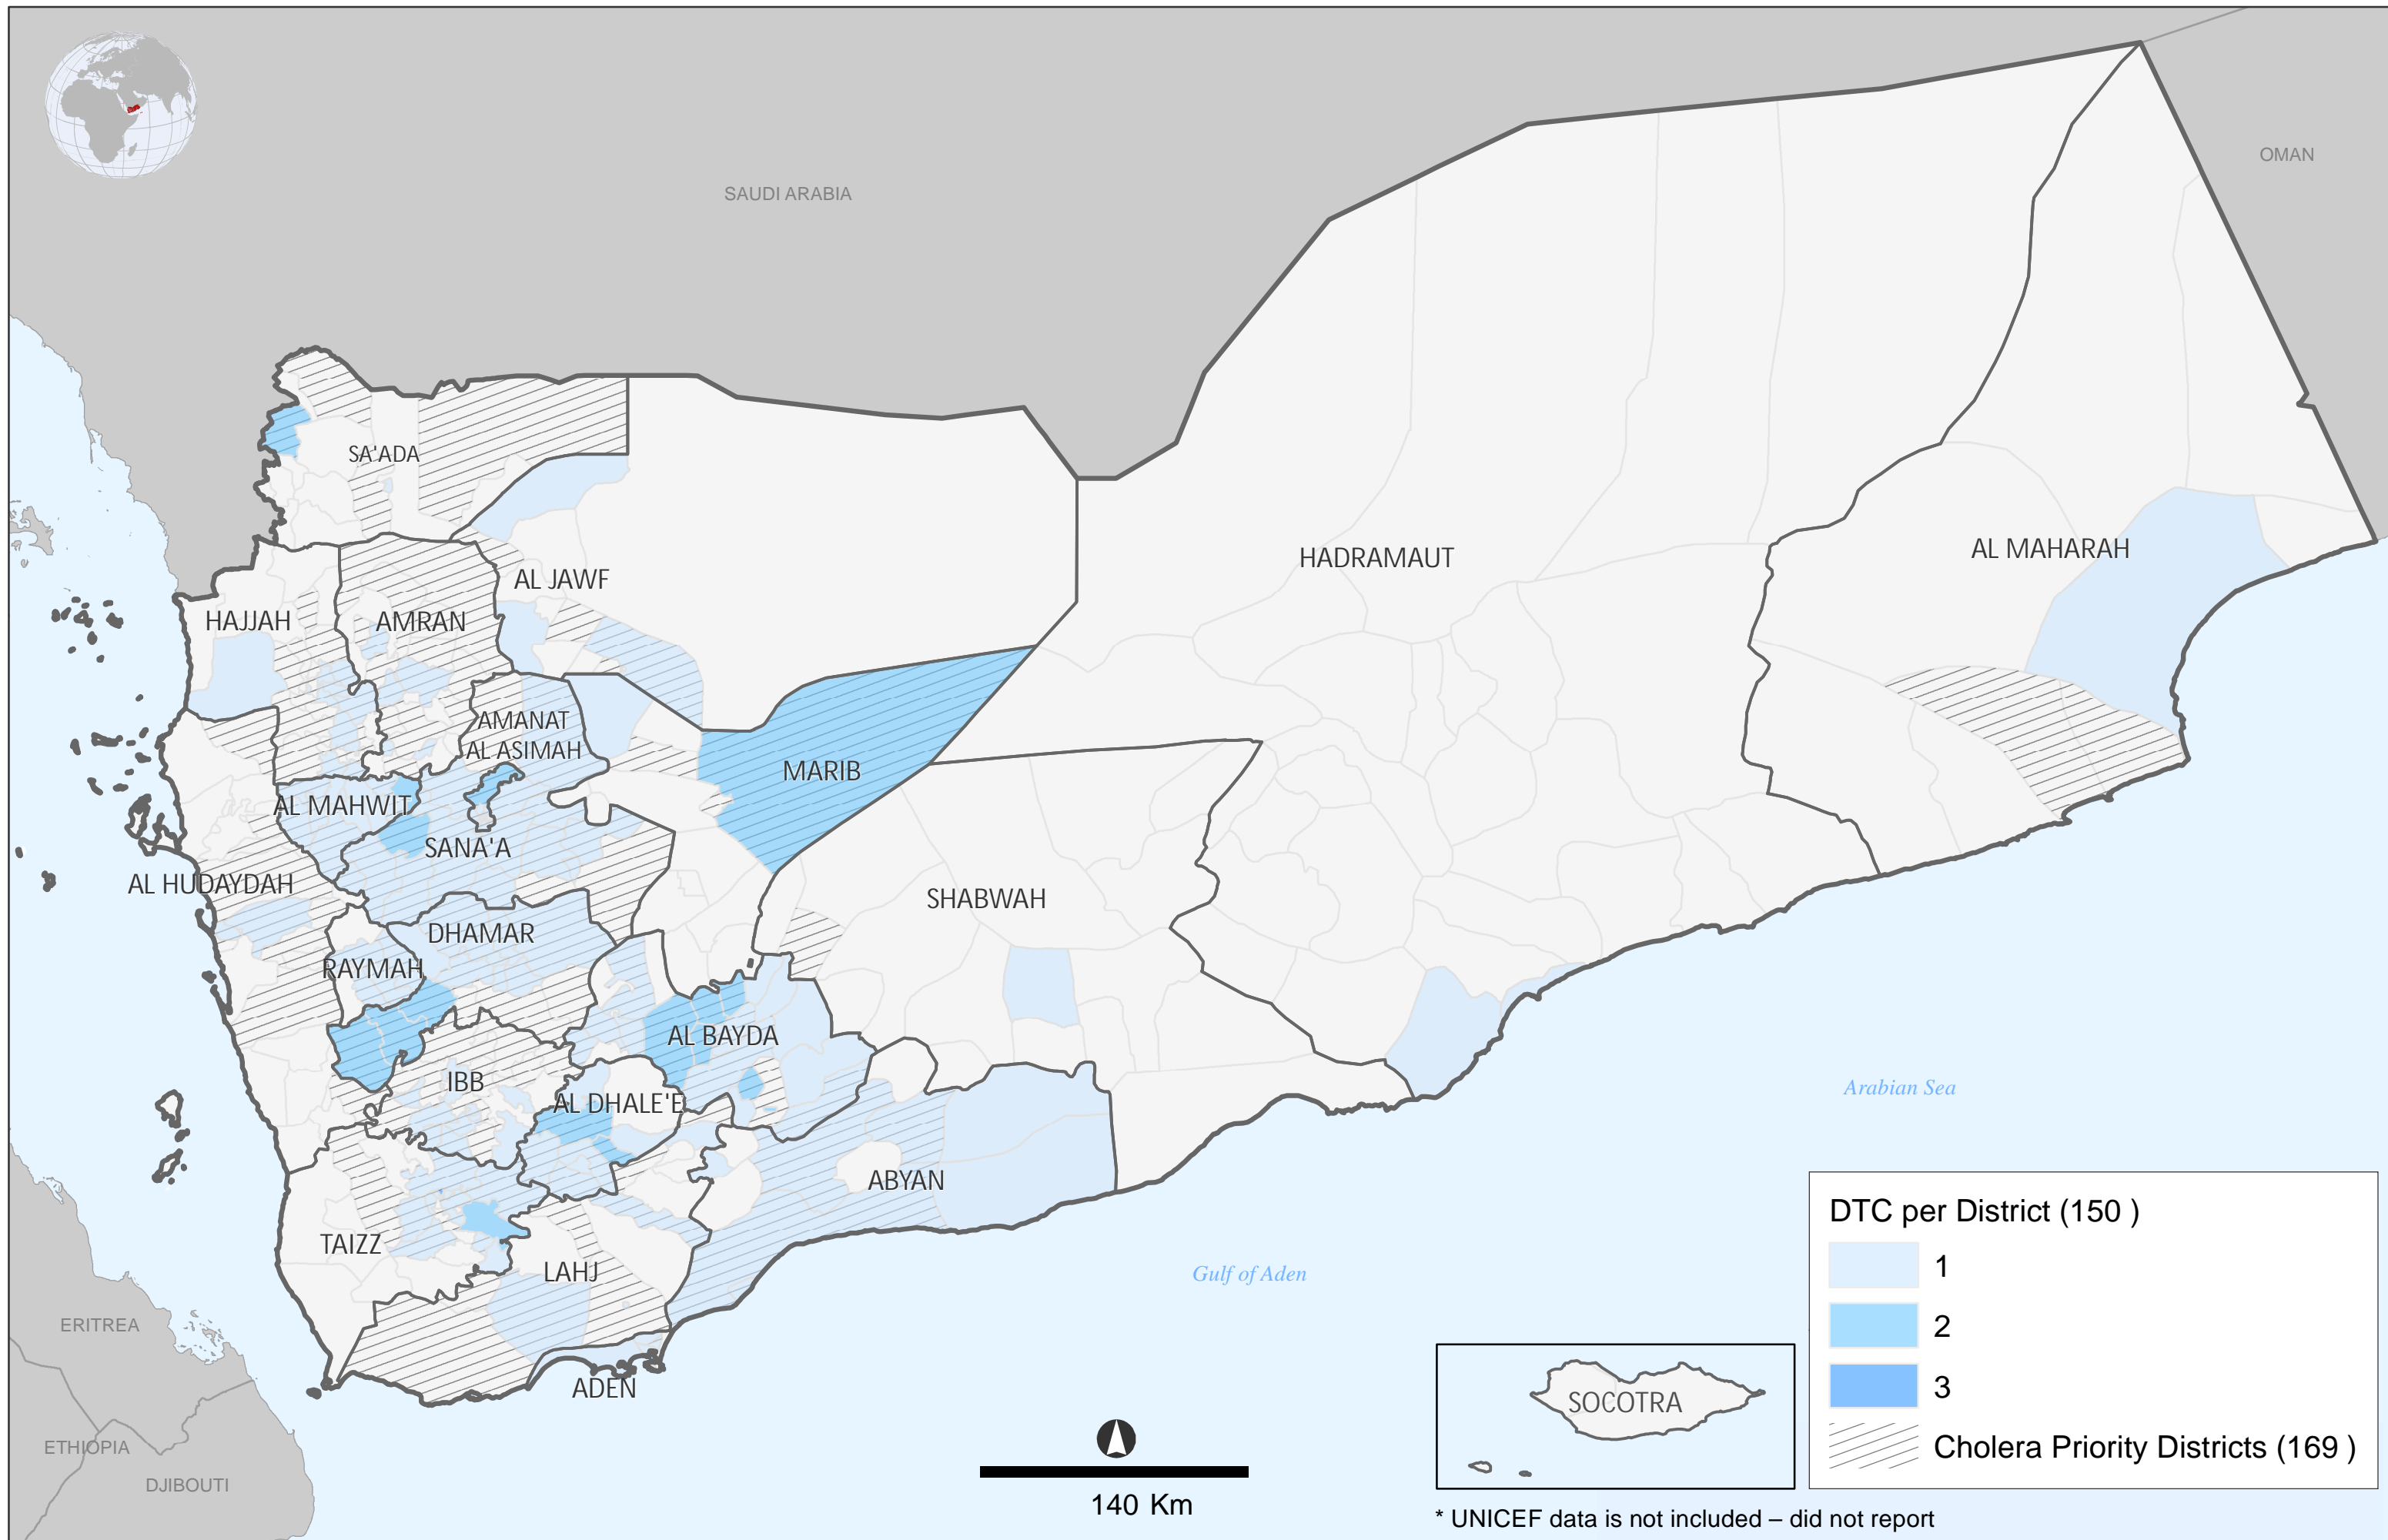 SAUDI ARABIA
OMAN
SA'ADA
HADRAMAUT
AL MAHARAH
AL JAWF
HAJJAH
AMRAN
AMANAT
AL ASIMAH
MARIB
AL MAHWIT
SANA'A
AL HUDAYDAH
SHABWAH
DHAMAR
RAYMAH
AL BAYDA
IBB
AL DHALE'E
ABYAN
TAIZZ
LAHJ
ADEN
Arabian Sea
Gulf of Aden
ERITREA
ETHIOPIA
DJIBOUTI
SOCOTRA
140 Km
DTC per District (150 )
1
2
3
Cholera Priority Districts (169 )
* UNICEF data is not included – did not report